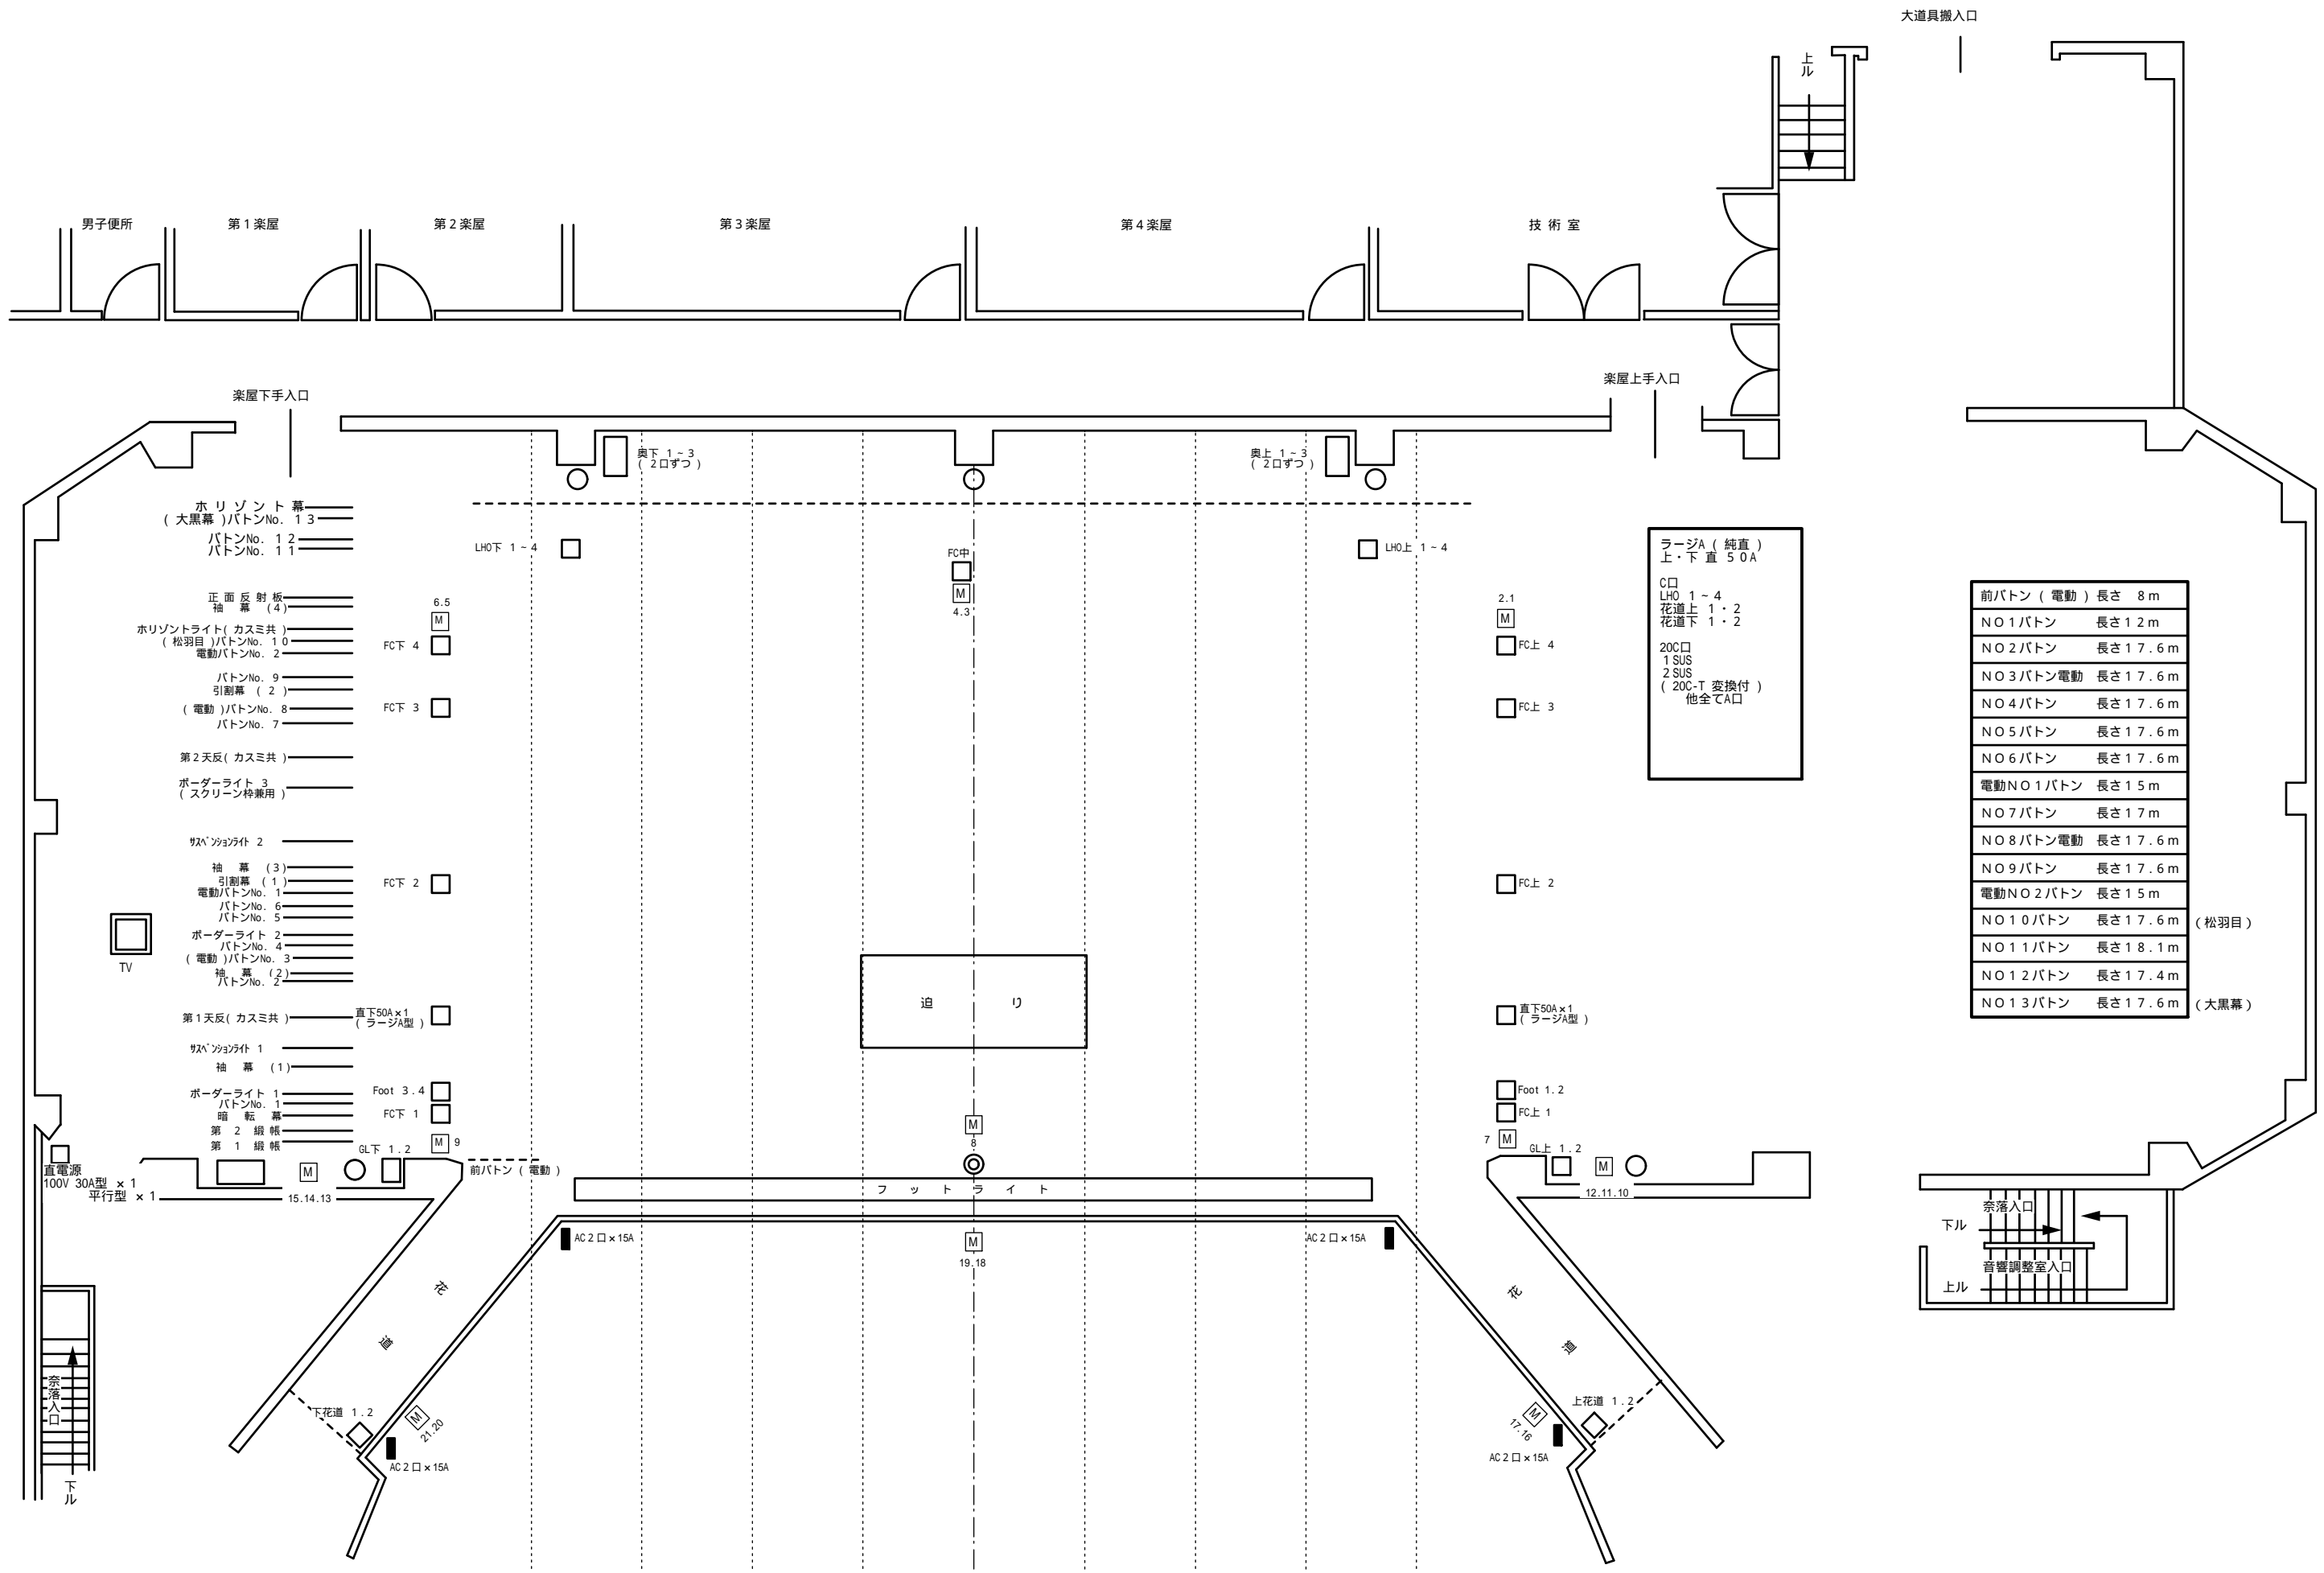 大道具搬入口
上ル
男子便所
第1楽屋
第2楽屋
第3楽屋
第4楽屋
技 術 室
楽屋下手入口
楽屋上手入口
奥下 1~3
( 2口ずつ )
奥上 1~3
( 2口ずつ )
ホ リ ゾ ン ト 幕
( 大黒幕 )バトンNo. 13
バトンNo. 12
バトンNo. 11
正 面 反 射 板
袖 幕 (4)
ホリゾントライト( カスミ共 )
( 松羽目 )バトンNo. 10
電動バトンNo. 2
バトンNo. 9
引割幕 ( 2 )
( 電動 )バトンNo. 8
バトンNo. 7
第2天反( カスミ共 )
ボーダーライト 3
( スクリーン枠兼用 )
ｻｽﾍﾟﾝｼｮﾝﾗｲﾄ 2
袖 幕 (3)
引割幕 (1)
電動バトンNo. 1
バトンNo. 6
バトンNo. 5
ボーダーライト 2
バトンNo. 4
( 電動 )バトンNo. 3
袖 幕 (2)
バトンNo. 2
第1天反( カスミ共 )
ｻｽﾍﾟﾝｼｮﾝﾗｲﾄ 1
袖 幕 (1)
ボーダーライト 1
バトンNo. 1
暗 転 幕
第 2 緞 帳
第 1 緞 帳
TV
LHO下 1~4
FC中
M
4.3
LHO上 1~4
6.5
M
FC下 4
FC下 3
FC下 2
直下50A×1
( ラージA型 )
Foot 3.4
FC下 1
M 9
GL下 1.2
2.1
M
FC上 4
FC上 3
FC上 2
直下50A×1
( ラージA型 )
Foot 1.2
FC上 1
7 M
GL上 1.2
迫 り
M
8
ラージA ( 純直 )
上・下 直 50A
C口
LHO 1~4
花道上 1・2
花道下 1・2
20C口
1SUS
2SUS
( 20C-T 変換付 )
他全てA口
前バトン ( 電動 ) 長さ 8m
NO1バトン 長さ12m
NO2バトン 長さ17.6m
NO3バトン電動 長さ17.6m
NO4バトン 長さ17.6m
NO5バトン 長さ17.6m
NO6バトン 長さ17.6m
電動NO1バトン 長さ15m
NO7バトン 長さ17m
NO8バトン電動 長さ17.6m
NO9バトン 長さ17.6m
電動NO2バトン 長さ15m
NO10バトン 長さ17.6m (松羽目)
NO11バトン 長さ18.1m
NO12バトン 長さ17.4m
NO13バトン 長さ17.6m (大黒幕)
直電源
100V 30A型 × 1
平行型 × 1
M
15.14.13
前バトン ( 電動 )
フ ッ ト ラ イ ト
M
12.11.10
AC2口×15A
M
19.18
AC2口×15A
花 道
花 道
下花道 1.2
M
21.20
AC2口×15A
上花道 1.2
M
17.16
AC2口×15A
奈落入口
下ル
奈落入口
下ル
音響調整室入口
上ル